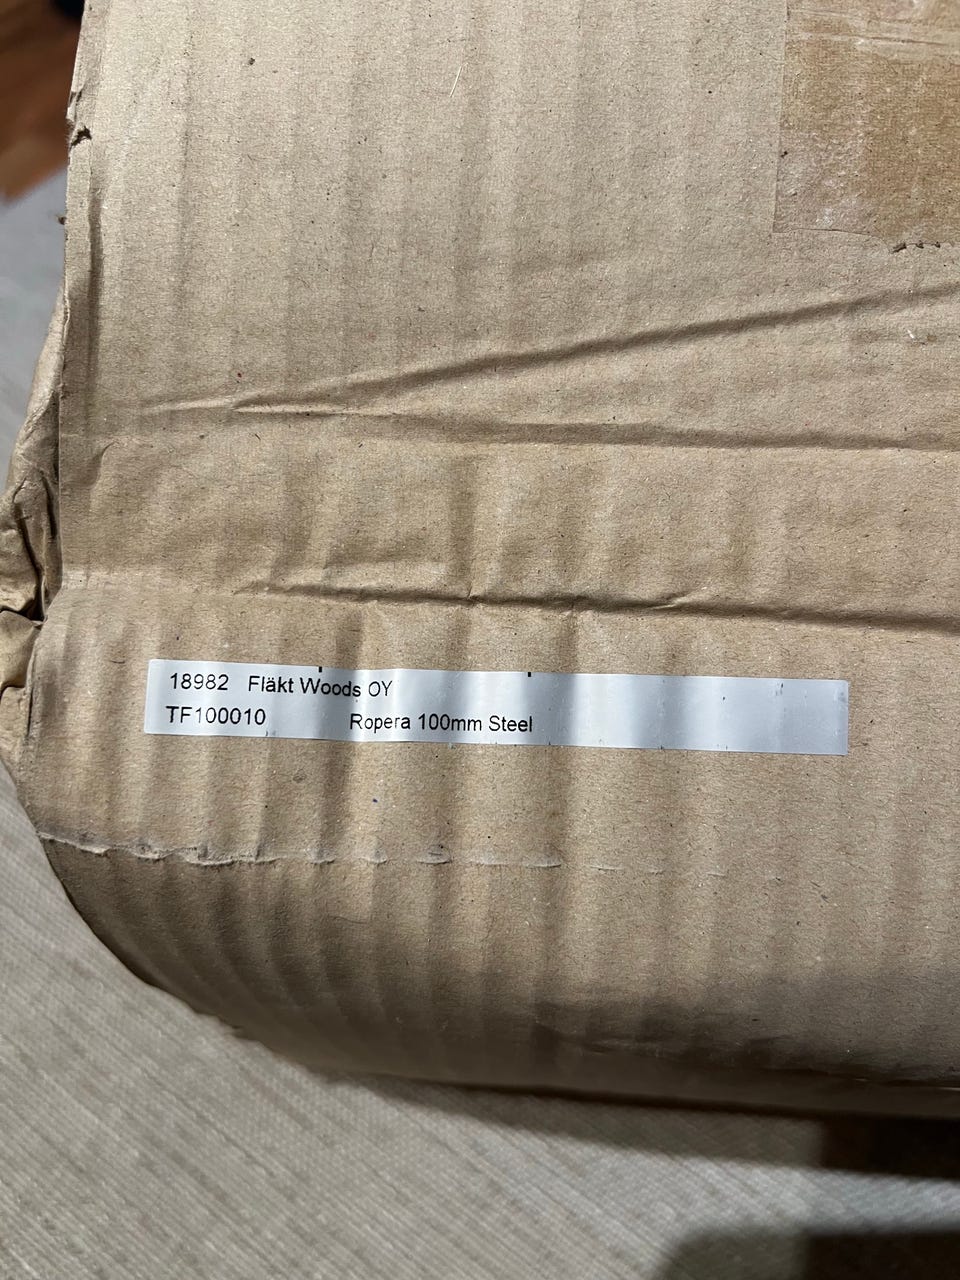 18982 Fläkt Woods OY
TF100010 Ropera 100mm Steel